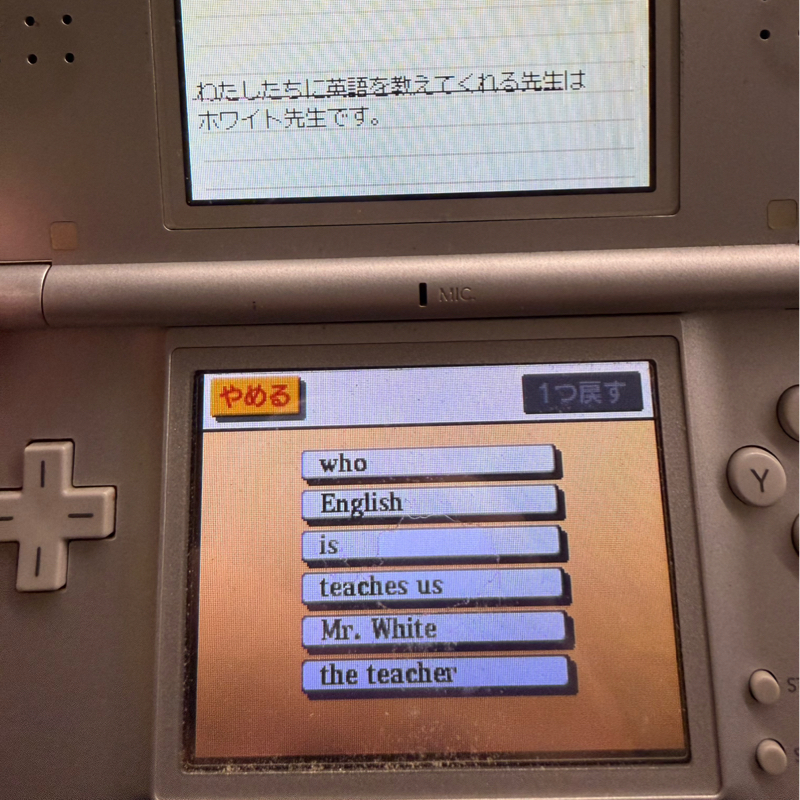 わたしたちに英語を教えてくれる先生は
ホワイト先生です。
MIC.
やめる
1つ戻す
who
English
is
teaches us
Mr. White
the teacher
Y